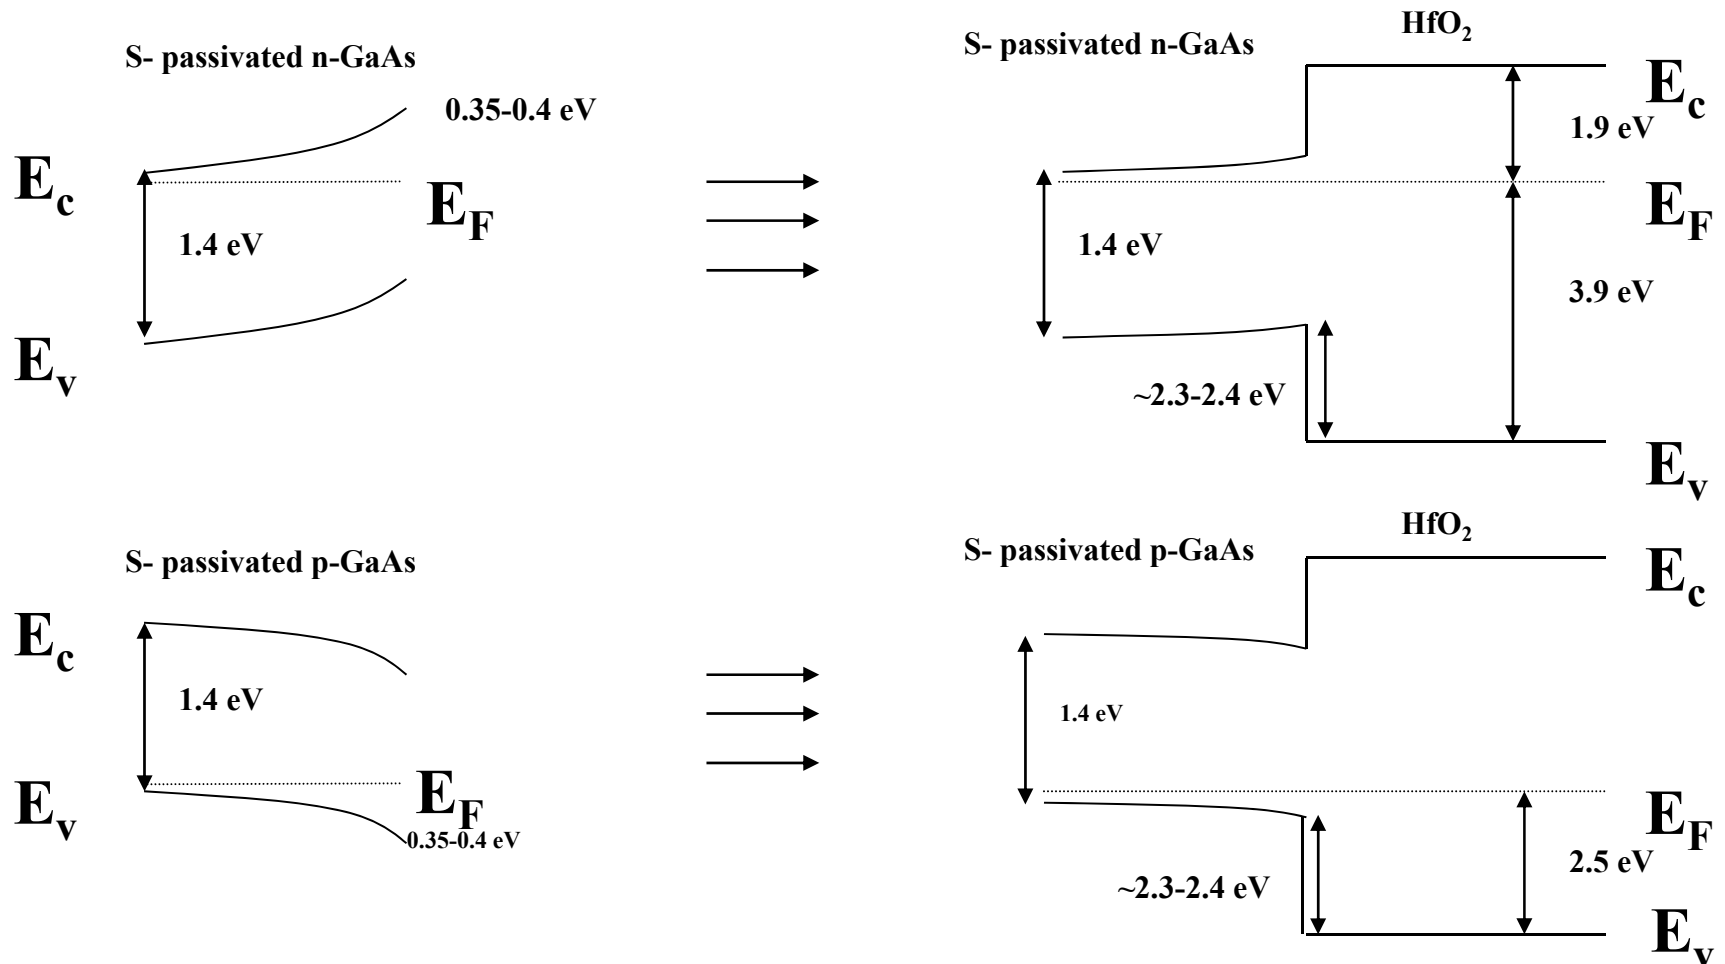 S- passivated n-GaAs
0.35-0.4 eV
E_c
E_F
1.4 eV
E_v
S- passivated n-GaAs
HfO₂
E_c
1.9 eV
E_F
1.4 eV
3.9 eV
~2.3-2.4 eV
E_v
S- passivated p-GaAs
E_c
1.4 eV
E_F
E_v
0.35-0.4 eV
S- passivated p-GaAs
HfO₂
E_c
1.4 eV
E_F
2.5 eV
~2.3-2.4 eV
E_v